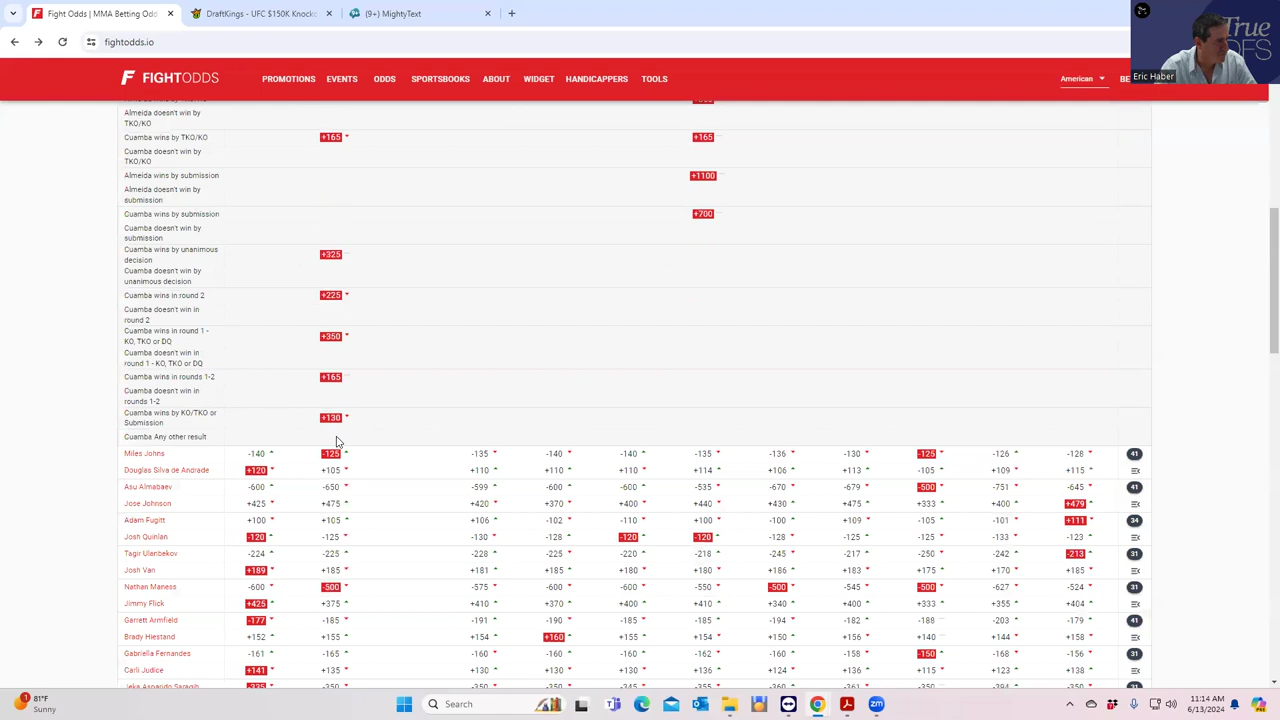 Fight Odds | MMA Betting Odd
DraftKings - UFC $150K Knocko
(9+) MightyText
fightodds.io
True
DFS
Eric Haber
FIGHTODDS PROMOTIONS EVENTS ODDS SPORTSBOOKS ABOUT WIDGET HANDICAPPERS TOOLS American BE
Almeida doesn't win by
TKO/KO
Cuamba wins by TKO/KO +165 +165
Cuamba doesn't win by
TKO/KO
Almeida wins by submission +1100
Almeida doesn't win by
submission
Cuamba wins by submission +700
Cuamba doesn't win by
submission
Cuamba wins by unanimous
decision +325
Cuamba doesn't win by
unanimous decision
Cuamba wins in round 2 +225
Cuamba doesn't win in
round 2
Cuamba wins in round 1 -
KO, TKO or DQ +350
Cuamba doesn't win in
round 1 - KO, TKO or DQ
Cuamba wins in rounds 1-2 +165
Cuamba doesn't win in
rounds 1-2
Cuamba wins by KO/TKO or
Submission +130
Cuamba Any other result
Miles Johns -140 -125 -135 -140 -140 -135 -136 -130 -125 -126 -128 41
Douglas Silva de Andrade +120 +105 +110 +110 +110 +114 +106 +113 -105 +109 +115
Asu Almabaev -600 -650 -599 -600 -600 -535 -670 -679 -500 -751 -645 41
Jose Johnson +425 +475 +420 +370 +400 +440 +430 +475 +333 +400 +479
Adam Fugitt +100 +105 +106 -102 -110 +100 -100 +109 -105 -101 +111 34
Josh Quinlan -120 -125 -130 -128 -120 -120 -128 -125 -125 -133 -123
Tagir Ulanbekov -224 -225 -228 -225 -220 -218 -245 -217 -250 -242 -213 31
Josh Van +189 +185 +181 +185 +180 +180 +186 +183 +175 +170 +185
Nathan Maness -600 -500 -575 -600 -600 -550 -500 -545 -500 -627 -524 31
Jimmy Flick +425 +375 +410 +370 +400 +410 +340 +400 +333 +355 +404
Garrett Armfield -177 -185 -191 -190 -185 -185 -194 -182 -188 -203 -179 41
Brady Hiestand +152 +155 +154 +160 +155 +154 +150 +156 +140 +144 +158
Gabriella Fernandes -161 -165 -160 -160 -160 -162 -160 -158 -150 -168 -156 31
Carli Judice +141 +135 +130 +130 +130 +136 +124 +136 +115 +123 +138
81°F
Sunny
Search
11:14 AM
6/13/2024